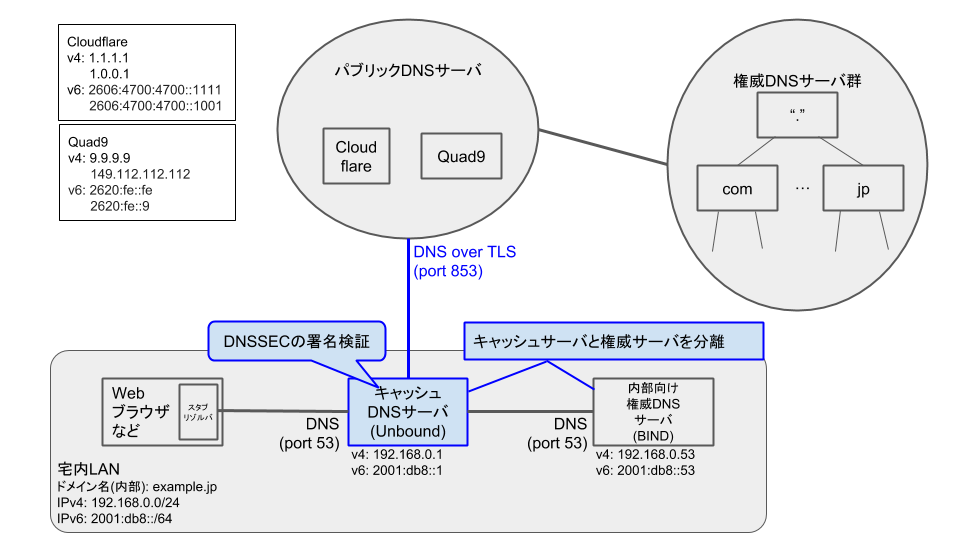 Cloudflare
v4: 1.1.1.1
1.0.0.1
v6: 2606:4700:4700::1111
2606:4700:4700::1001
Quad9
v4: 9.9.9.9
149.112.112.112
v6: 2620:fe::fe
2620:fe::9
パブリックDNSサーバ
Cloud
flare
Quad9
権威DNSサーバ群
“.”
com
…
jp
DNS over TLS
(port 853)
DNSSECの署名検証
キャッシュサーバと権威サーバを分離
Web
ブラウザ
など
スタブ
リゾルバ
DNS
(port 53)
キャッシュ
DNSサーバ
(Unbound)
v4: 192.168.0.1
v6: 2001:db8::1
DNS
(port 53)
内部向け
権威DNS
サーバ
(BIND)
v4: 192.168.0.53
v6: 2001:db8::53
宅内LAN
ドメイン名(内部): example.jp
IPv4: 192.168.0.0/24
IPv6: 2001:db8::/64